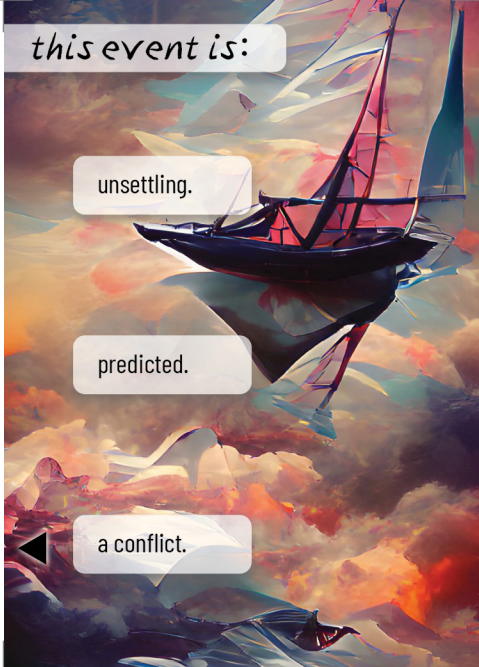 this event is:
unsettling.
predicted.
a conflict.